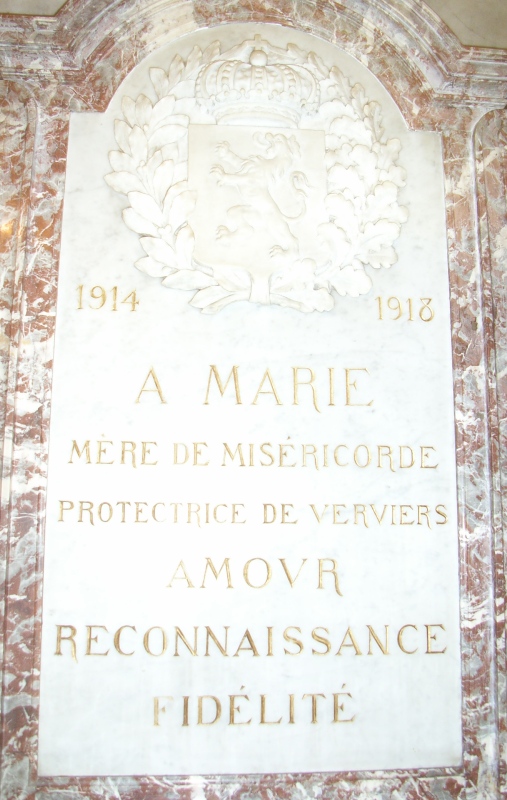 1914 1918
A MARIE
MÈRE DE MISÉRICORDE
PROTECTRICE DE VERVIERS
AMOVR
RECONNAISSANCE
FIDÉLITÉ